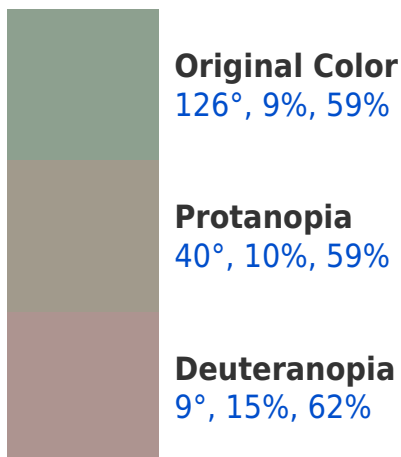 Original Color
126°, 9%, 59%
Protanopia
40°, 10%, 59%
Deuteranopia
9°, 15%, 62%